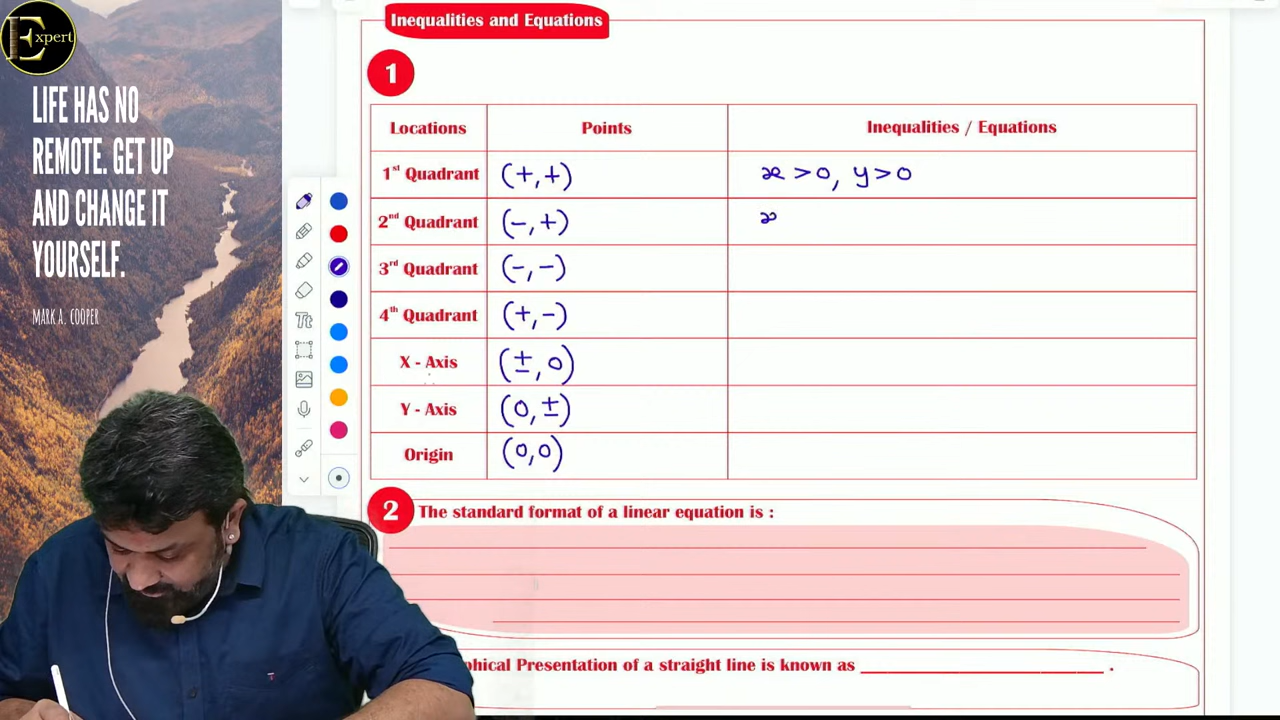 Expert
LIFE HAS NO
REMOTE. GET UP
AND CHANGE IT
YOURSELF.
MARK A. COOPER
Inequalities and Equations
1
Locations Points Inequalities / Equations
1st Quadrant (+,+) x > 0, y > 0
2nd Quadrant (-,+) x
3rd Quadrant (-,-)
4th Quadrant (+,-)
X - Axis (±, 0)
Y - Axis (0, ±)
Origin (0,0)
Tt
2 The standard format of a linear equation is :
Presentation of a straight line is known as ______________________ .